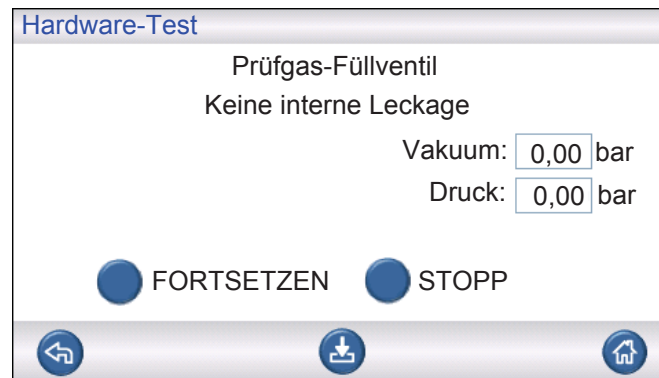 Hardware-Test
Prüfgas-Füllventil
Keine interne Leckage
Vakuum: 0,00 bar
Druck: 0,00 bar
FORTSETZEN STOPP